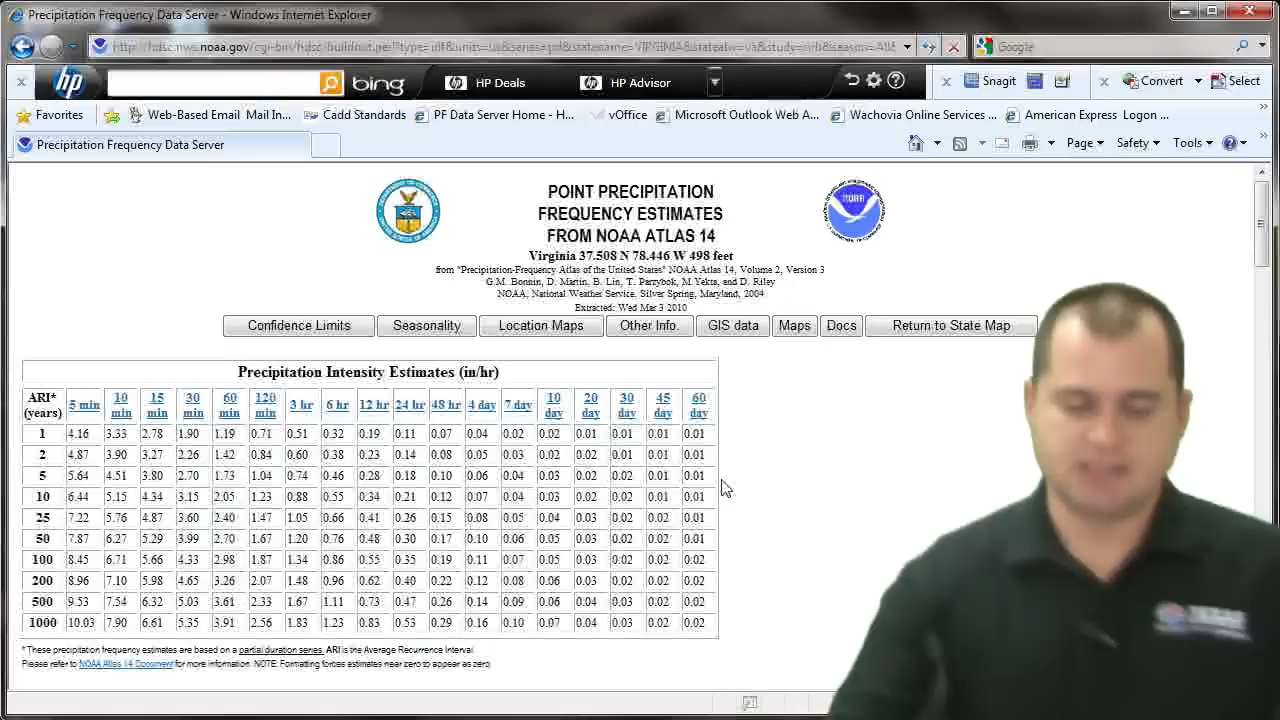 Precipitation Frequency Data Server - Windows Internet Explorer
Google
bing
HP Deals
HP Advisor
Snagit
Convert
Select
Favorites
Web-Based Email Mail In...
Cadd Standards
PF Data Server Home - H...
vOffice
Microsoft Outlook Web A...
Wachovia Online Services ...
American Express Logon ...
Precipitation Frequency Data Server
Page
Safety
Tools
POINT PRECIPITATION
FREQUENCY ESTIMATES
FROM NOAA ATLAS 14
Virginia 37.508 N 78.446 W 498 feet
from "Precipitation-Frequency Atlas of the United States" NOAA Atlas 14, Volume 2, Version 3
G.M. Bonnin, D. Martin, B. Lin, T. Parzybok, M.Yekta, and D. Riley
NOAA, National Weather Service, Silver Spring, Maryland, 2004
Extracted: Wed Mar 3 2010
Confidence Limits Seasonality Location Maps Other Info. GIS data Maps Docs Return to State Map
Precipitation Intensity Estimates (in/hr)
ARI* (years) 5 min 10 min 15 min 30 min 60 min 120 min 3 hr 6 hr 12 hr 24 hr 48 hr 4 day 7 day 10 day 20 day 30 day 45 day 60 day
1 4.16 3.33 2.78 1.90 1.19 0.71 0.51 0.32 0.19 0.11 0.07 0.04 0.02 0.02 0.01 0.01 0.01 0.01
2 4.87 3.90 3.27 2.26 1.42 0.84 0.60 0.38 0.23 0.14 0.08 0.05 0.03 0.02 0.02 0.01 0.01 0.01
5 5.64 4.51 3.80 2.70 1.73 1.04 0.74 0.46 0.28 0.18 0.10 0.06 0.04 0.03 0.02 0.02 0.01 0.01
10 6.44 5.15 4.34 3.15 2.05 1.23 0.88 0.55 0.34 0.21 0.12 0.07 0.04 0.03 0.02 0.02 0.01 0.01
25 7.22 5.76 4.87 3.60 2.40 1.47 1.05 0.66 0.41 0.26 0.15 0.08 0.05 0.04 0.03 0.02 0.02 0.01
50 7.87 6.27 5.29 3.99 2.70 1.67 1.20 0.76 0.48 0.30 0.17 0.10 0.06 0.05 0.03 0.02 0.02 0.01
100 8.45 6.71 5.66 4.33 2.98 1.87 1.34 0.86 0.55 0.35 0.19 0.11 0.07 0.05 0.03 0.02 0.02 0.02
200 8.96 7.10 5.98 4.65 3.26 2.07 1.48 0.96 0.62 0.40 0.22 0.12 0.08 0.06 0.03 0.03 0.02 0.02
500 9.53 7.54 6.32 5.03 3.61 2.33 1.67 1.11 0.73 0.47 0.26 0.14 0.09 0.06 0.04 0.03 0.02 0.02
1000 10.03 7.90 6.61 5.35 3.91 2.56 1.83 1.23 0.83 0.53 0.29 0.16 0.10 0.07 0.04 0.03 0.02 0.02
* These precipitation frequency estimates are based on a partial duration series. ARI is the Average Recurrence Interval.
Please refer to NOAA Atlas 14 Document for more information. NOTE: Formatting forces estimates near zero to appear as zero.